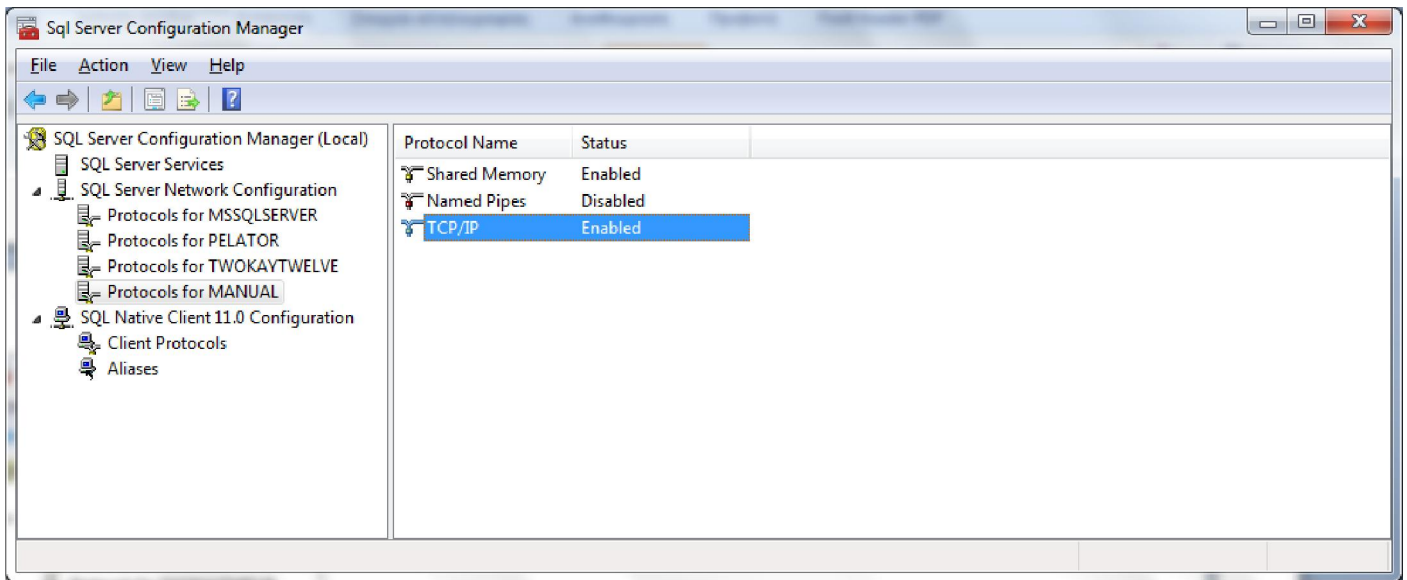 Sql Server Configuration Manager
File Action View Help
SQL Server Configuration Manager (Local)
SQL Server Services
SQL Server Network Configuration
Protocols for MSSQLSERVER
Protocols for PELATOR
Protocols for TWOKAYTWELVE
Protocols for MANUAL
SQL Native Client 11.0 Configuration
Client Protocols
Aliases
Protocol Name Status
Shared Memory Enabled
Named Pipes Disabled
TCP/IP Enabled